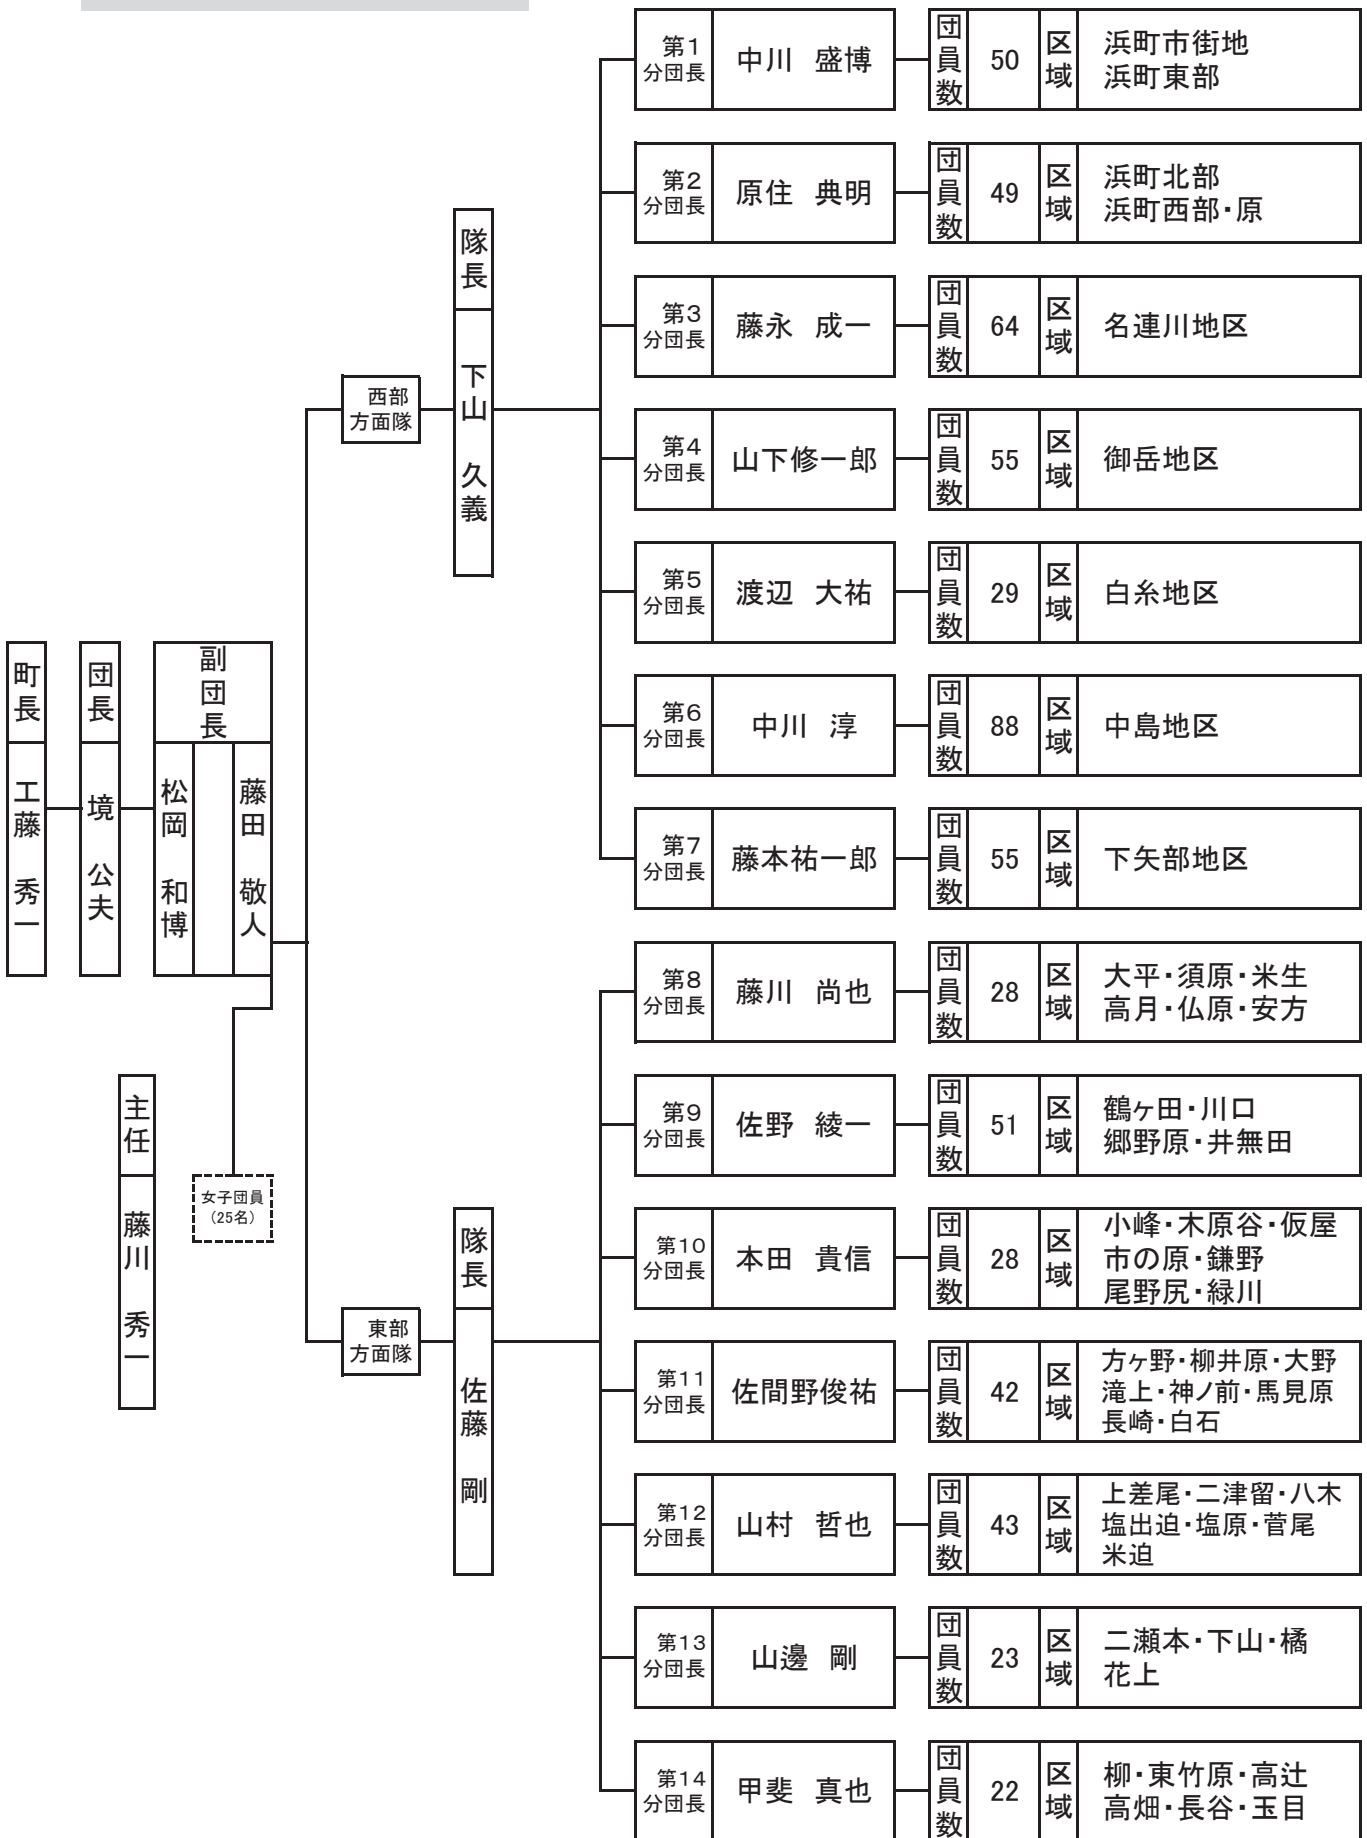 町長
工藤 秀一
団長
境 公夫
副団長
松岡 和博
藤田 敬人
女子団員
(25名)
主任
藤川 秀一
西部
方面隊
隊長
下山 久義
第1
分団長
中川 盛博
団員数
50
区域
浜町市街地
浜町東部
第2
分団長
原住 典明
団員数
49
区域
浜町北部
浜町西部・原
第3
分団長
藤永 成一
団員数
64
区域
名連川地区
第4
分団長
山下修一郎
団員数
55
区域
御岳地区
第5
分団長
渡辺 大祐
団員数
29
区域
白糸地区
第6
分団長
中川 淳
団員数
88
区域
中島地区
第7
分団長
藤本祐一郎
団員数
55
区域
下矢部地区
東部
方面隊
隊長
佐藤 剛
第8
分団長
藤川 尚也
団員数
28
区域
大平・須原・米生
高月・仏原・安方
第9
分団長
佐野 綾一
団員数
51
区域
鶴ヶ田・川口
郷野原・井無田
第10
分団長
本田 貴信
団員数
28
区域
小峰・木原谷・仮屋
市の原・鎌野
尾野尻・緑川
第11
分団長
佐間野俊祐
団員数
42
区域
方ヶ野・柳井原・大野
滝上・神ノ前・馬見原
長崎・白石
第12
分団長
山村 哲也
団員数
43
区域
上差尾・二津留・八木
塩出迫・塩原・菅尾
米迫
第13
分団長
山邊 剛
団員数
23
区域
二瀬本・下山・橘
花上
第14
分団長
甲斐 真也
団員数
22
区域
柳・東竹原・高辻
高畑・長谷・玉目